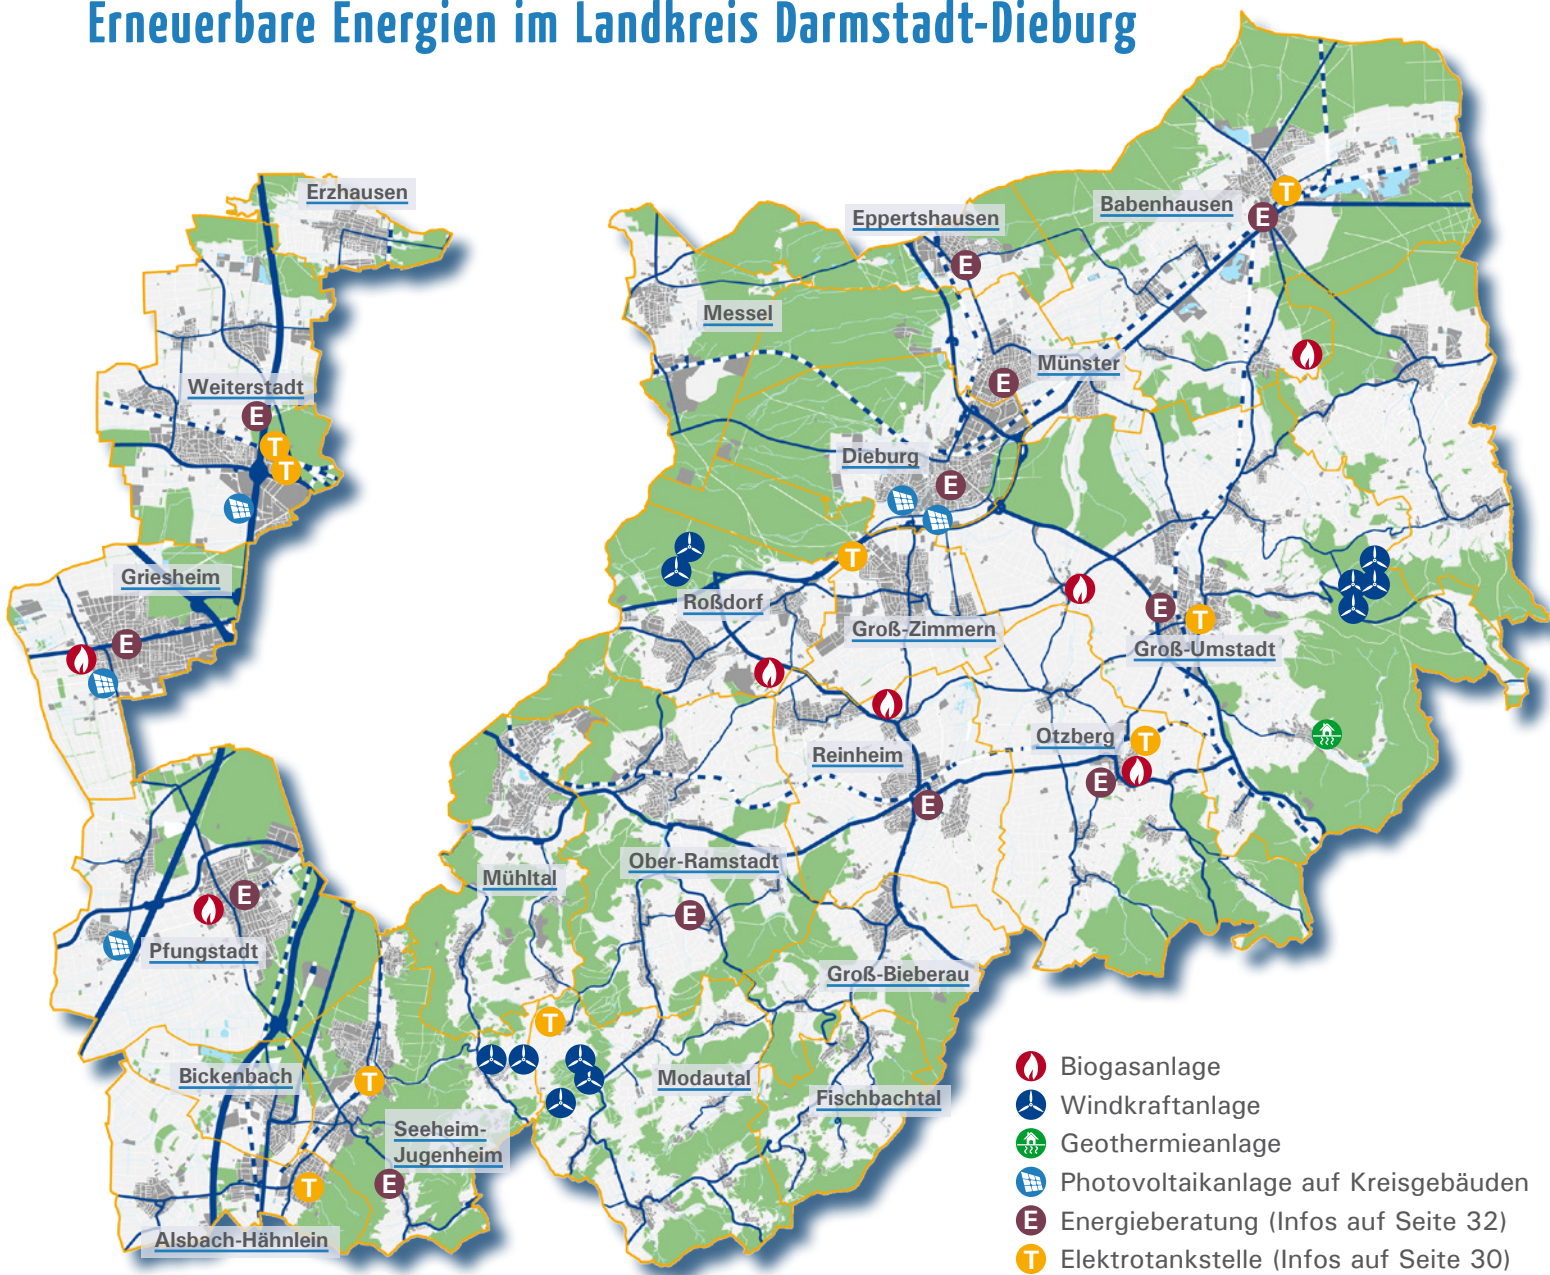 Erneuerbare Energien im Landkreis Darmstadt-Dieburg
Erzhausen
Babenhausen
T
E
Eppertshausen
E
Messel
Münster
E
Weiterstadt
E
T
T
Dieburg
E
T
Griesheim
E
Roßdorf
Groß-Zimmern
E
T
Groß-Umstadt
Otzberg
T
E
Reinheim
E
Ober-Ramstadt
E
Mühltal
E
Pfungstadt
Groß-Bieberau
T
Bickenbach
T
Modautal
Fischbachtal
Seeheim-
Jugenheim
T
E
Alsbach-Hähnlein
Biogasanlage
Windkraftanlage
Geothermieanlage
Photovoltaikanlage auf Kreisgebäuden
E Energieberatung (Infos auf Seite 32)
T Elektrotankstelle (Infos auf Seite 30)